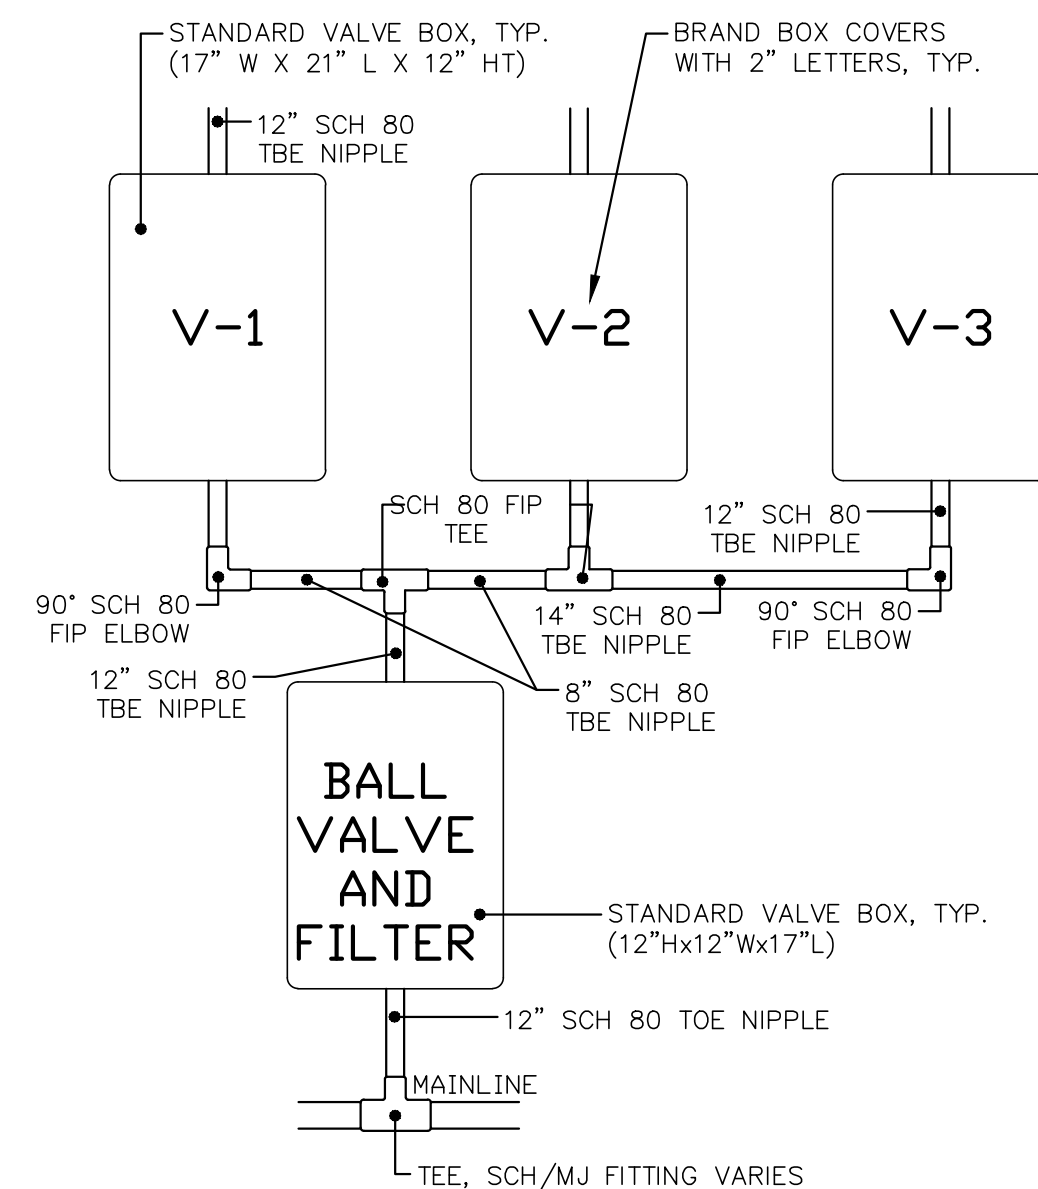 STANDARD VALVE BOX, TYP.
(17” W X 21” L X 12” HT)
BRAND BOX COVERS
WITH 2” LETTERS, TYP.
12” SCH 80
TBE NIPPLE
V-1
V-2
V-3
SCH 80 FIP
TEE
12” SCH 80
TBE NIPPLE
90° SCH 80
FIP ELBOW
14” SCH 80
TBE NIPPLE
90° SCH 80
FIP ELBOW
12” SCH 80
TBE NIPPLE
8” SCH 80
TBE NIPPLE
BALL
VALVE
AND
FILTER
STANDARD VALVE BOX, TYP.
(12”Hx12”Wx17”L)
12” SCH 80 TOE NIPPLE
MAINLINE
TEE, SCH/MJ FITTING VARIES